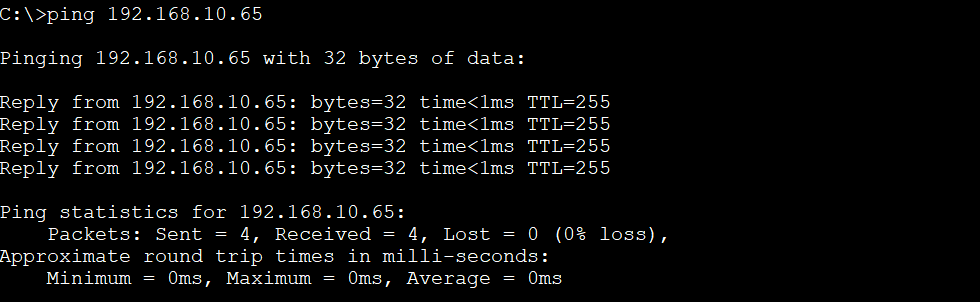 C:\>ping 192.168.10.65
Pinging 192.168.10.65 with 32 bytes of data:
Reply from 192.168.10.65: bytes=32 time<1ms TTL=255
Reply from 192.168.10.65: bytes=32 time<1ms TTL=255
Reply from 192.168.10.65: bytes=32 time<1ms TTL=255
Reply from 192.168.10.65: bytes=32 time<1ms TTL=255
Ping statistics for 192.168.10.65:
    Packets: Sent = 4, Received = 4, Lost = 0 (0% loss),
Approximate round trip times in milli-seconds:
    Minimum = 0ms, Maximum = 0ms, Average = 0ms